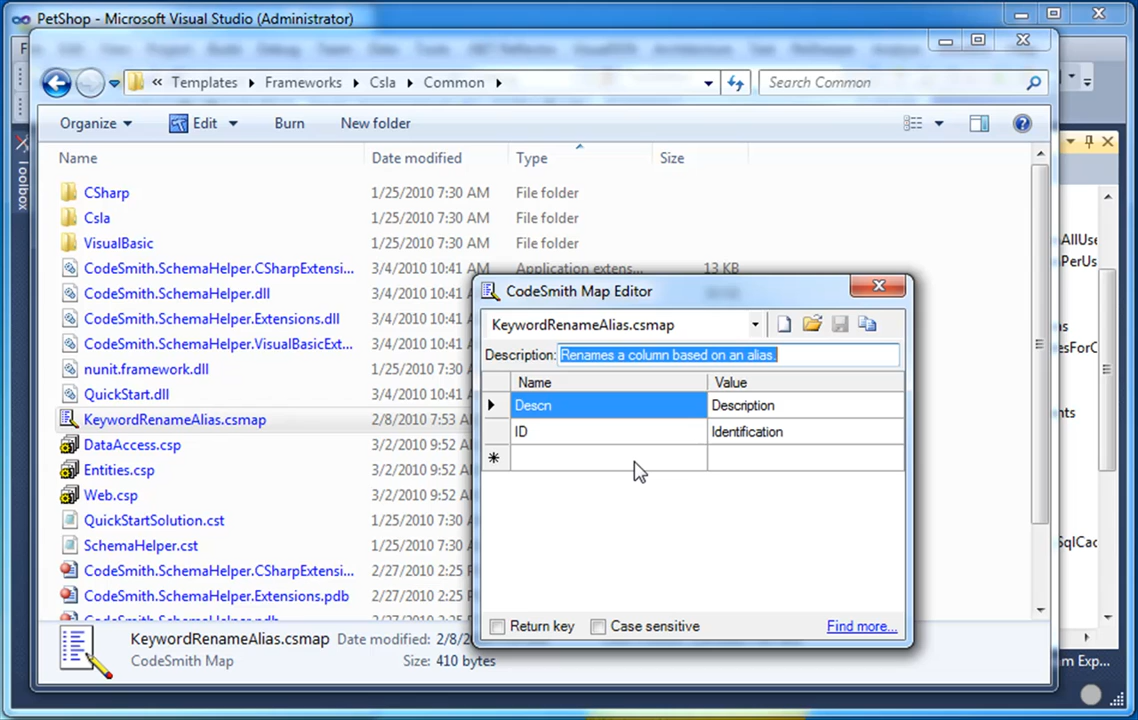 PetShop - Microsoft Visual Studio (Administrator)
« Templates Frameworks Csla Common
Search Common
Organize Edit Burn New folder
Name Date modified Type Size
CSharp 1/25/2010 7:30 AM File folder
Csla 1/25/2010 7:30 AM File folder
VisualBasic 1/25/2010 7:30 AM File folder
CodeSmith.SchemaHelper.CSharpExtensi... 3/4/2010 10:41 AM Application extens... 13 KB
CodeSmith.SchemaHelper.dll 3/4/2010 10:41 A
CodeSmith.SchemaHelper.Extensions.dll 3/4/2010 10:41 A
CodeSmith.SchemaHelper.VisualBasicExt... 3/4/2010 10:41 A
nunit.framework.dll 1/25/2010 7:30 A
QuickStart.dll 3/4/2010 10:41 A
KeywordRenameAlias.csmap 2/8/2010 7:53 A
DataAccess.csp 3/2/2010 9:52 A
Entities.csp 3/2/2010 9:52 A
Web.csp 3/2/2010 9:52 A
QuickStartSolution.cst 1/25/2010 7:30 A
SchemaHelper.cst 1/25/2010 7:30 A
CodeSmith.SchemaHelper.CSharpExtensi... 2/27/2010 2:25 P
CodeSmith.SchemaHelper.Extensions.pdb 2/27/2010 2:25 P
KeywordRenameAlias.csmap Date modified: 2/8/2
CodeSmith Map Size: 410 bytes
CodeSmith Map Editor
KeywordRenameAlias.csmap
Description: Renames a column based on an alias.
Name Value
Descn Description
ID Identification
Return key Case sensitive Find more...
Toolbox
AllUse
PerUs
s
esForC
nts
SqlCac
m Exp...